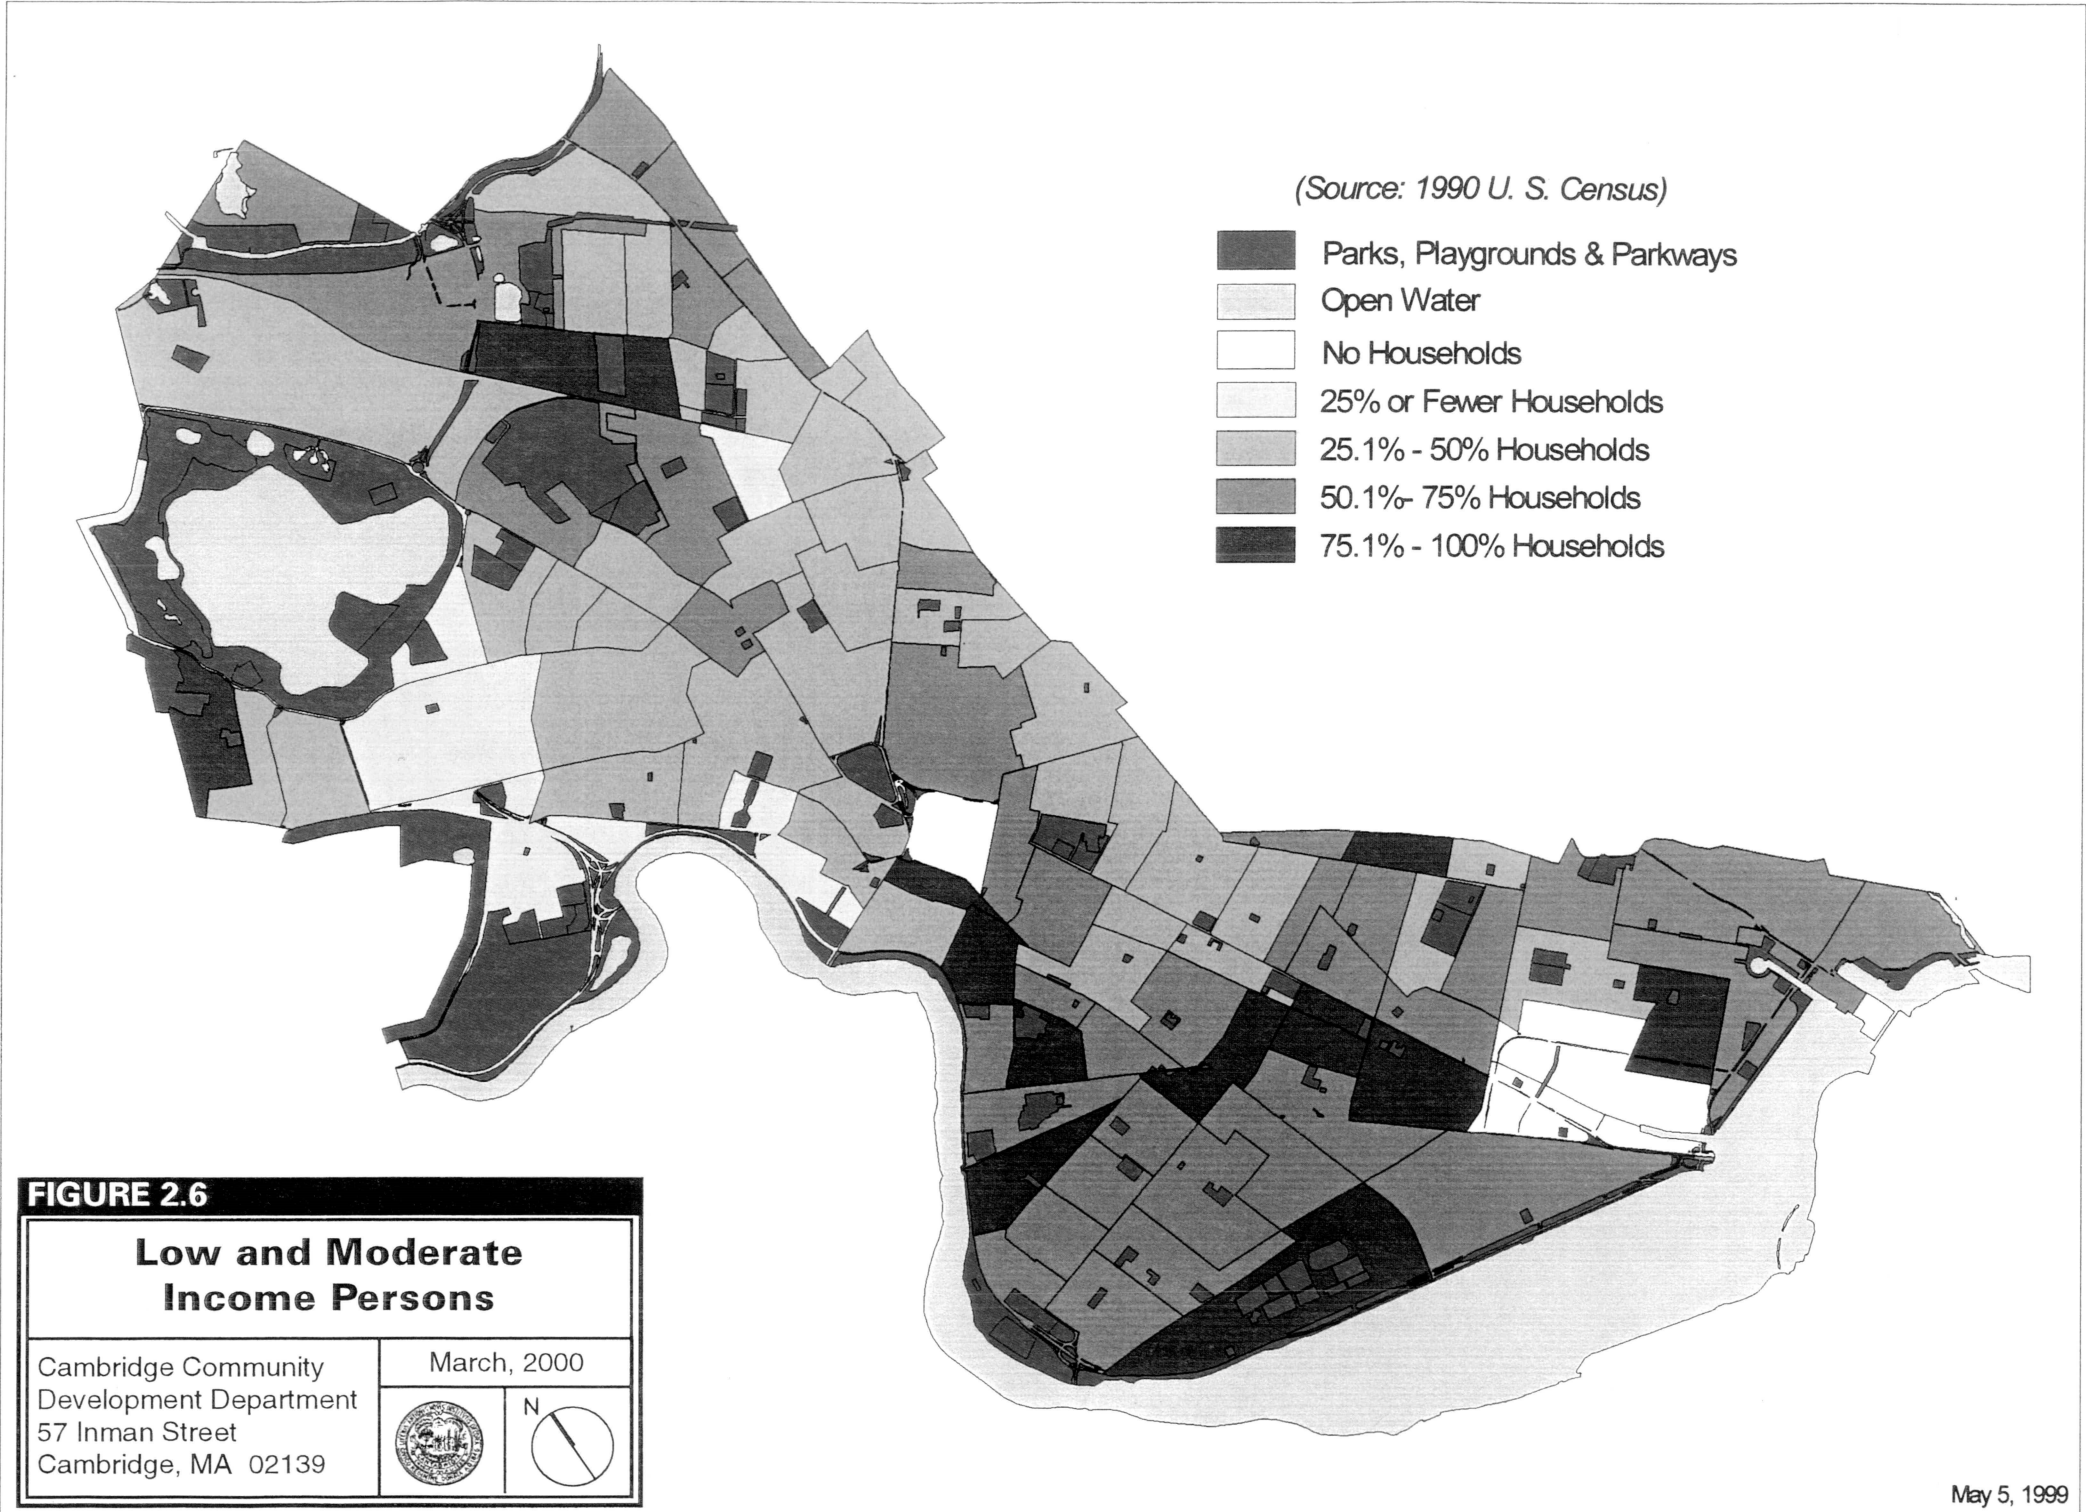 (Source: 1990 U. S. Census)
Parks, Playgrounds & Parkways
Open Water
No Households
25% or Fewer Households
25.1% - 50% Households
50.1%- 75% Households
75.1% - 100% Households
FIGURE 2.6
Low and Moderate
Income Persons
Cambridge Community
Development Department
57 Inman Street
Cambridge, MA 02139
March, 2000
N
May 5, 1999